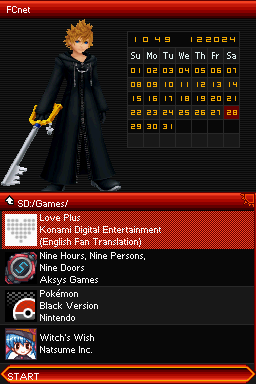 FCnet
10 49 12 2024
Su Mo Tu We Th Fr Sa
01 02 03 04 05 06 07
08 09 10 11 12 13 14
15 16 17 18 19 20 21
22 23 24 25 26 27 28
29 30 31
SD:/Games/
Love Plus
Konami Digital Entertainment
(English Fan Translation)
Nine Hours, Nine Persons,
Nine Doors
Aksys Games
Pokémon
Black Version
Nintendo
Witch's Wish
Natsume Inc.
START